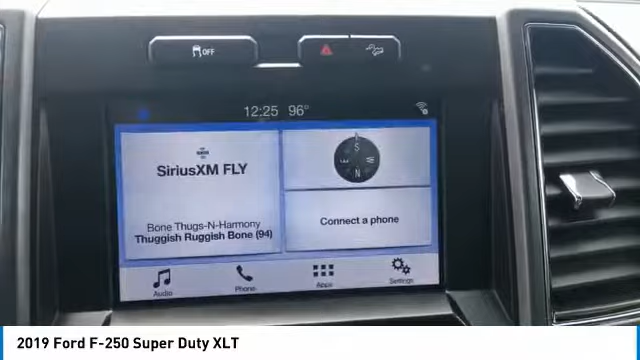 OFF
12:25 96°
SiriusXM FLY
S
N
Bone Thugs-N-Harmony
Thuggish Ruggish Bone (94)
Connect a phone
Audio
Phone
Apps
Settings
2019 Ford F-250 Super Duty XLT